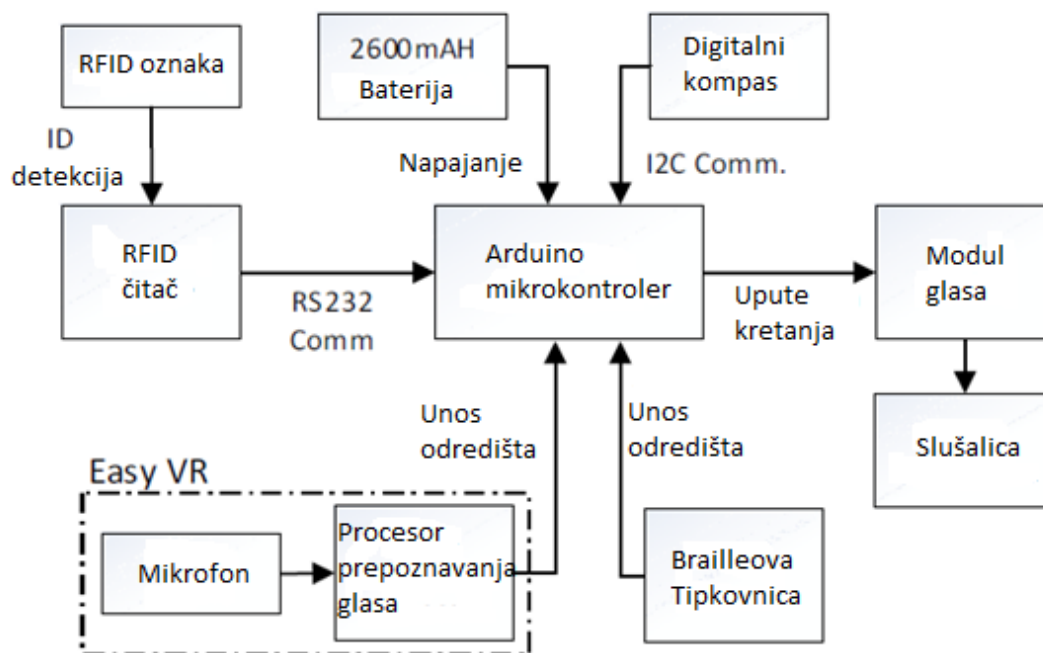 RFID oznaka
2600mAH
Baterija
Digitalni
kompas
ID
detekcija
Napajanje
I2C Comm.
RFID
čitač
RS232
Comm
Arduino
mikrokontroler
Upute
kretanja
Modul
glasa
Unos
odredišta
Unos
odredišta
Slušalica
Easy VR
Mikrofon
Procesor
prepoznavanja
glasa
Brailleova
Tipkovnica